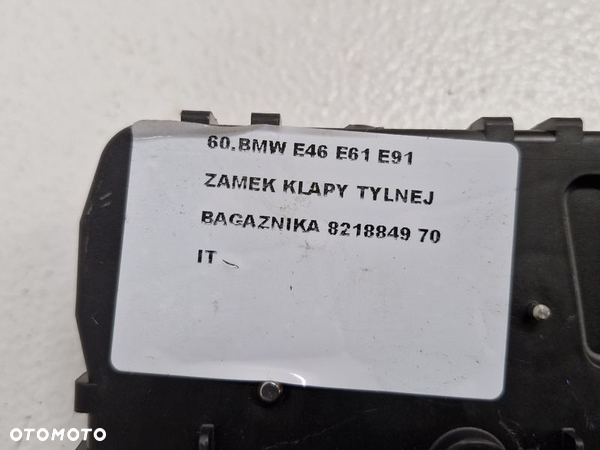 60.BMW E46 E61 E91
ZAMEK KLAPY TYLNEJ
BAGAZNIKA 8218849 70
IT
OTOMOTO